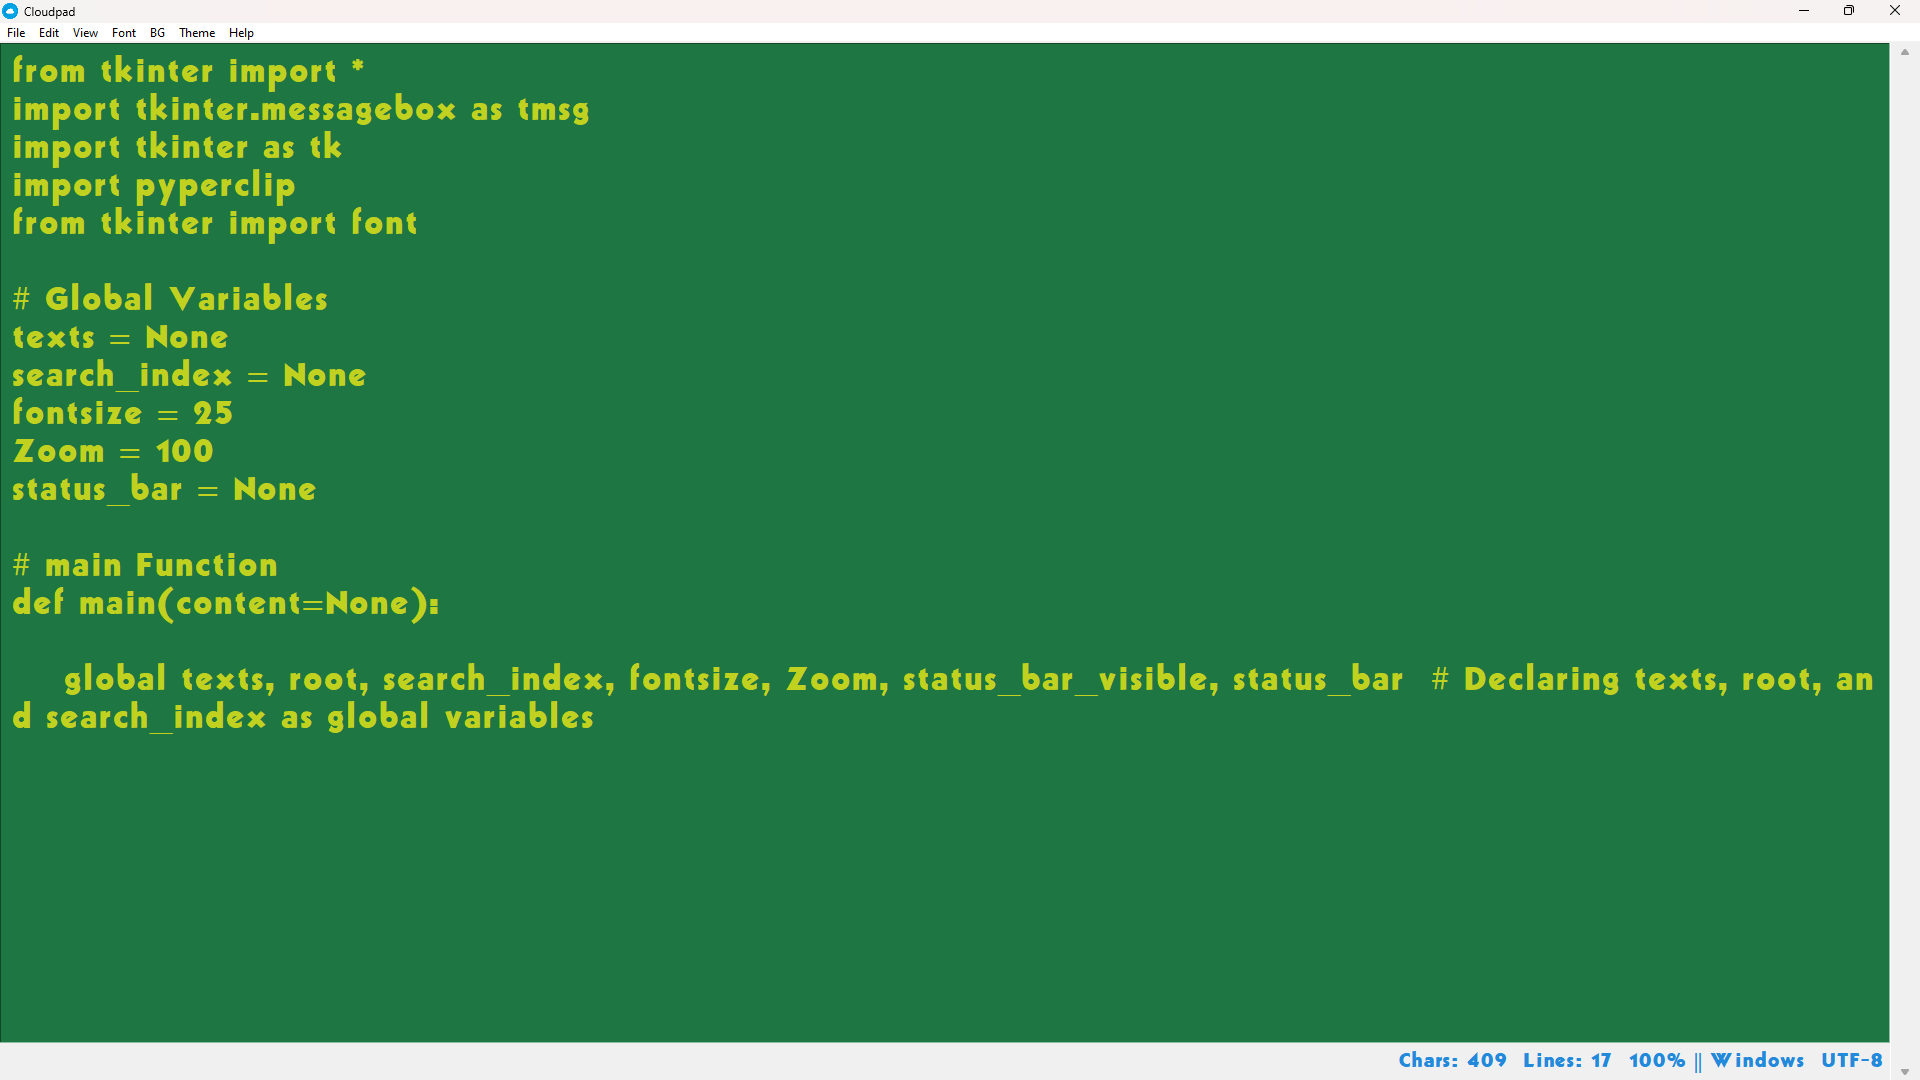 Cloudpad
File Edit View Font BG Theme Help
from tkinter import *
import tkinter.messagebox as tmsg
import tkinter as tk
import pyperclip
from tkinter import font
# Global Variables
texts = None
search_index = None
fontsize = 25
Zoom = 100
status_bar = None
# main Function
def main(content=None):
    global texts, root, search_index, fontsize, Zoom, status_bar_visible, status_bar  # Declaring texts, root, an
d search_index as global variables
Chars: 409 Lines: 17 100% || Windows UTF-8